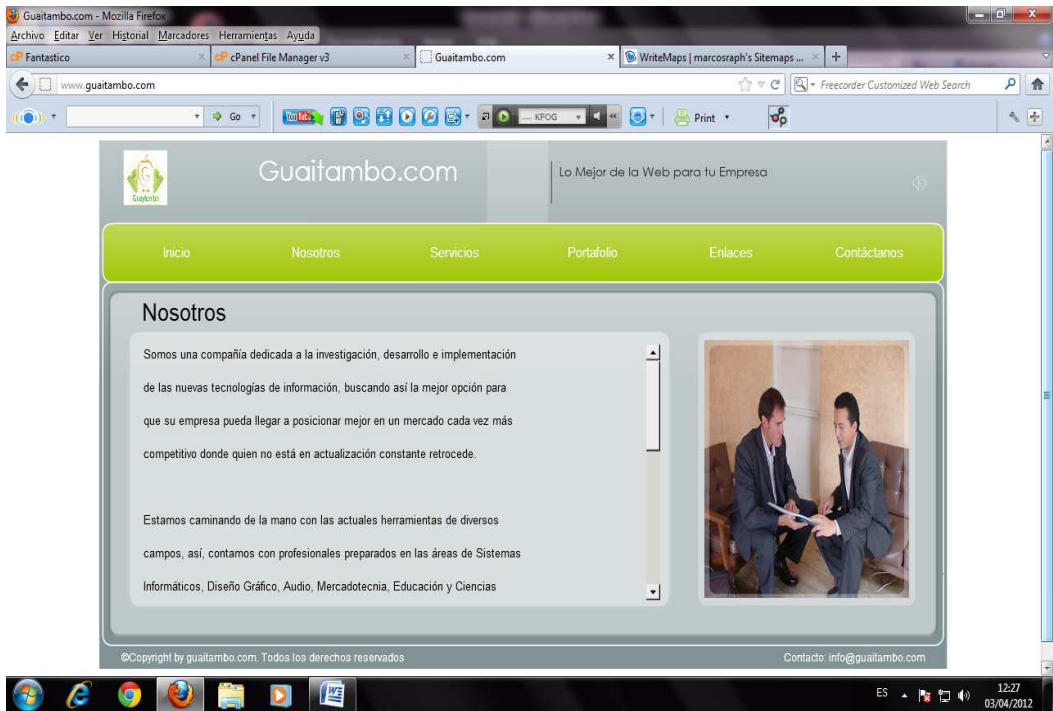 Guaitambo.com - Mozilla Firefox
Archivo Editar Ver Historial Marcadores Herramientas Ayuda
cP Fantastico
cP cPanel File Manager v3
Guaitambo.com
WriteMaps | marcosraph's Sitemaps ...
www.guaitambo.com
Freecorder Customized Web Search
Go
YouTube
.... KFOG
Print
Guaytambo
Guaitambo.com
Lo Mejor de la Web para tu Empresa
Inicio Nosotros Servicios Portafolio Enlaces Contáctanos
Nosotros
Somos una compañía dedicada a la investigación, desarrollo e implementación
de las nuevas tecnologías de información, buscando así la mejor opción para
que su empresa pueda llegar a posicionar mejor en un mercado cada vez más
competitivo donde quien no está en actualización constante retrocede.
Estamos caminando de la mano con las actuales herramientas de diversos
campos, así, contamos con profesionales preparados en las áreas de Sistemas
Informáticos, Diseño Gráfico, Audio, Mercadotecnia, Educación y Ciencias
©Copyright by guaitambo.com. Todos los derechos reservados
Contacto: info@guaitambo.com
ES
12:27
03/04/2012